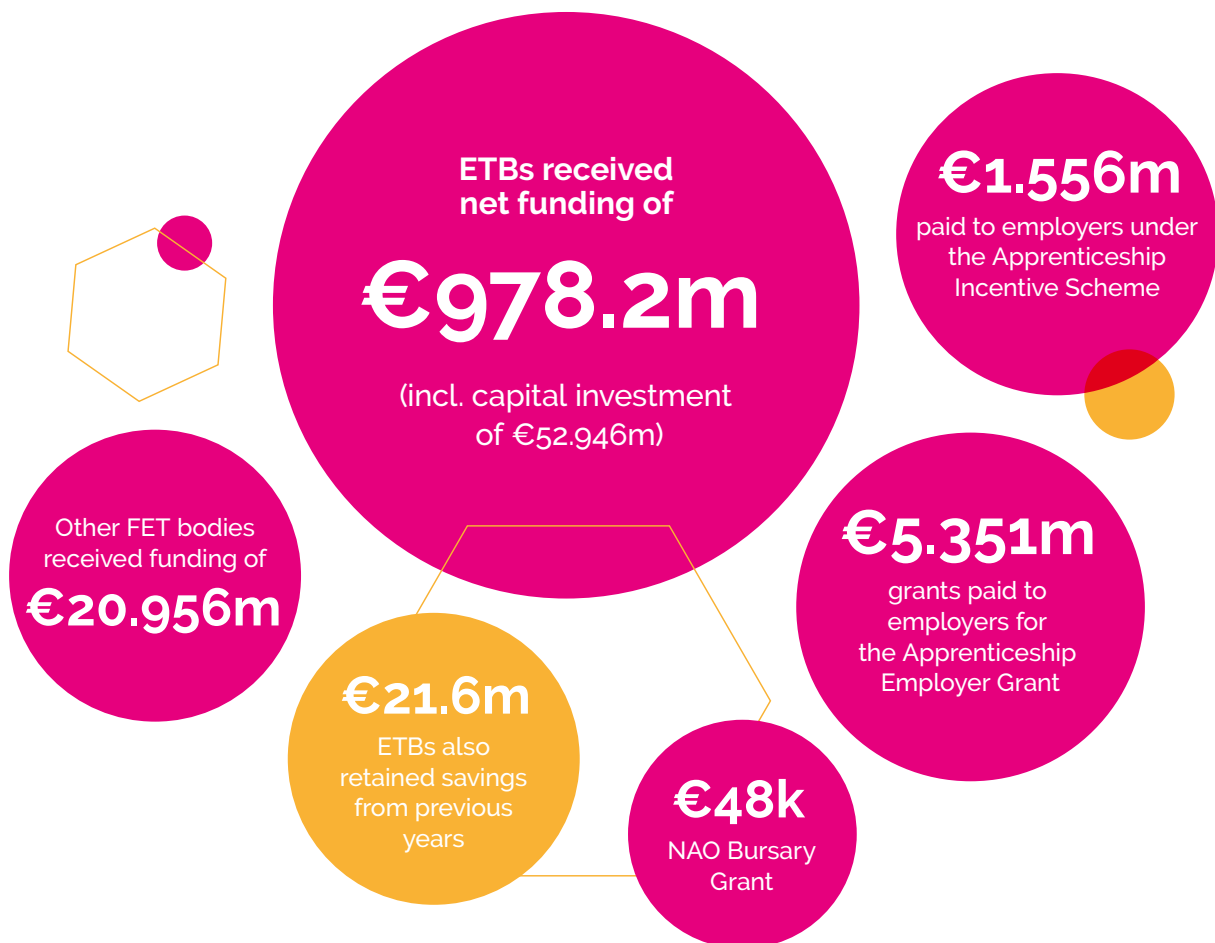 ETBs received
net funding of
€978.2m
(incl. capital investment
of €52.946m)
€1.556m
paid to employers under
the Apprenticeship
Incentive Scheme
Other FET bodies
received funding of
€20.956m
€5.351m
grants paid to
employers for
the Apprenticeship
Employer Grant
€21.6m
ETBs also
retained savings
from previous
years
€48k
NAO Bursary
Grant